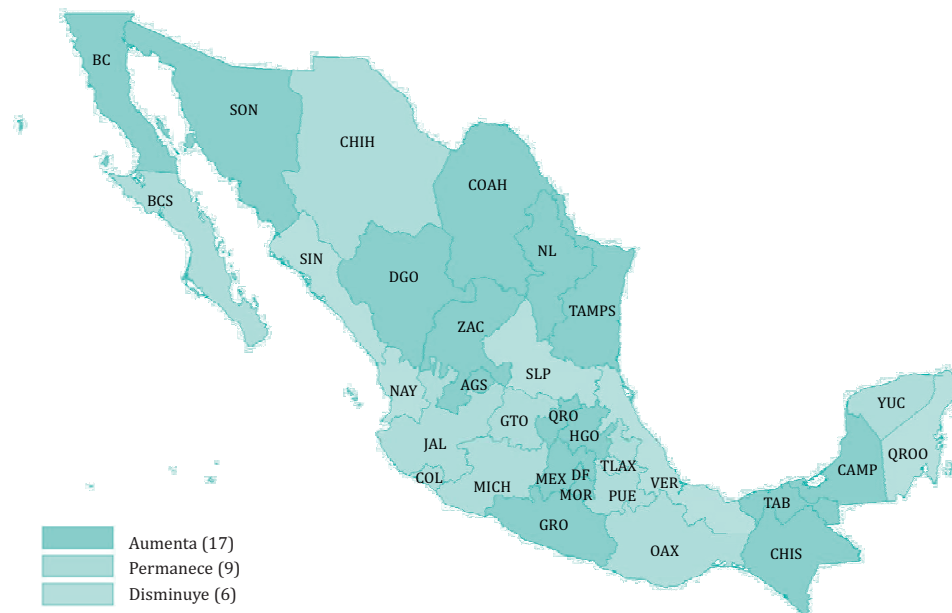 BC
SON
CHIH
COAH
BCS
NL
SIN
DGO
TAMPS
ZAC
SLP
AGS
NAY
YUC
QRO
GTO
HGO
JAL
QROO
TLAX
CAMP
COL
DF
MEX
VER
MICH
MOR
PUE
TAB
GRO
OAX
CHIS
Aumenta (17)
Permanece (9)
Disminuye (6)